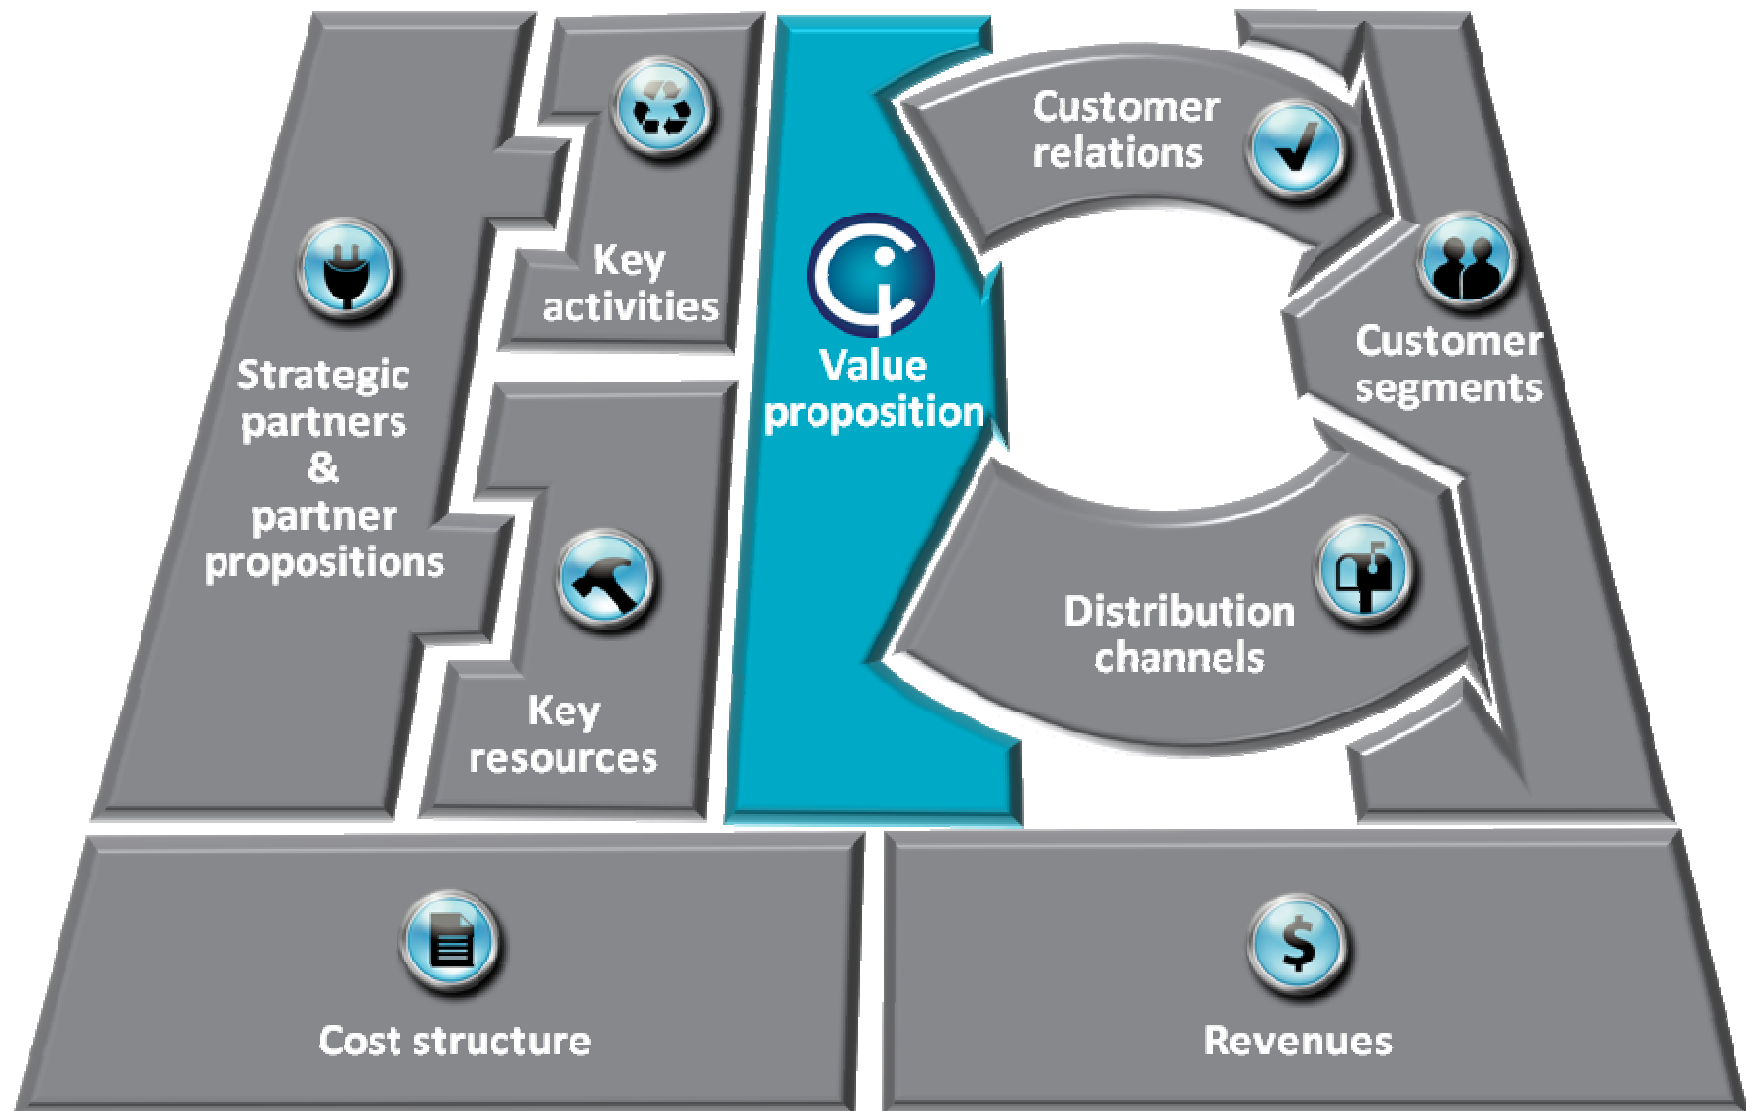 Strategic
partners
&
partner
propositions
Key
activities
Key
resources
Value
proposition
Customer
relations
Distribution
channels
Customer
segments
Cost structure
$
Revenues